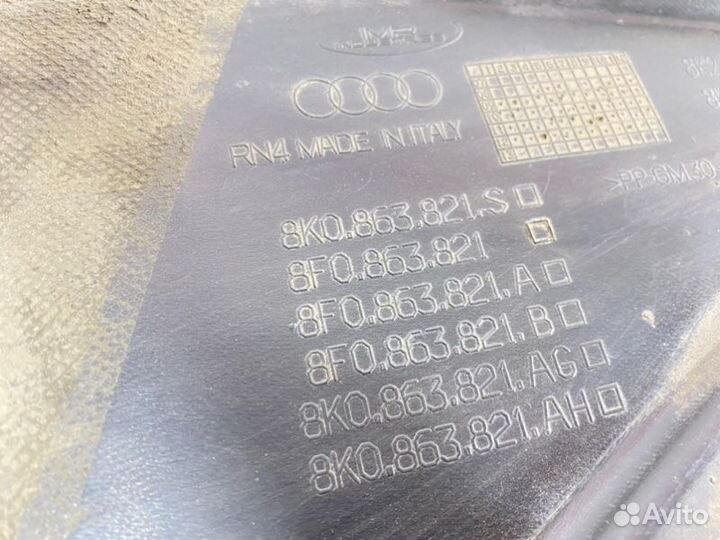 RN4 MADE IN ITALY
>PP-GM30
8K0.863.821.S
8F0.863.821
8F0.863.821.A
8F0.863.821.B
8K0.863.821.AG
8K0.863.821.AH
Avito